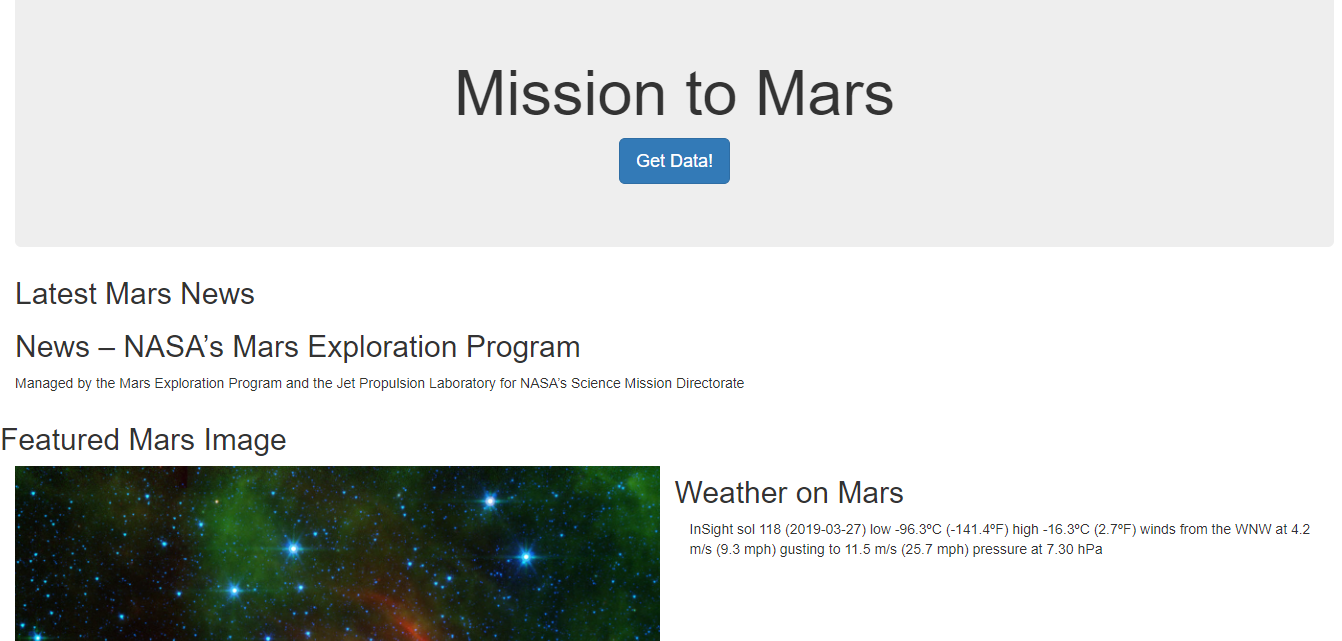 Mission to Mars
Get Data!
Latest Mars News
News – NASA’s Mars Exploration Program
Managed by the Mars Exploration Program and the Jet Propulsion Laboratory for NASA’s Science Mission Directorate
Featured Mars Image
Weather on Mars
InSight sol 118 (2019-03-27) low -96.3ºC (-141.4ºF) high -16.3ºC (2.7ºF) winds from the WNW at 4.2
m/s (9.3 mph) gusting to 11.5 m/s (25.7 mph) pressure at 7.30 hPa